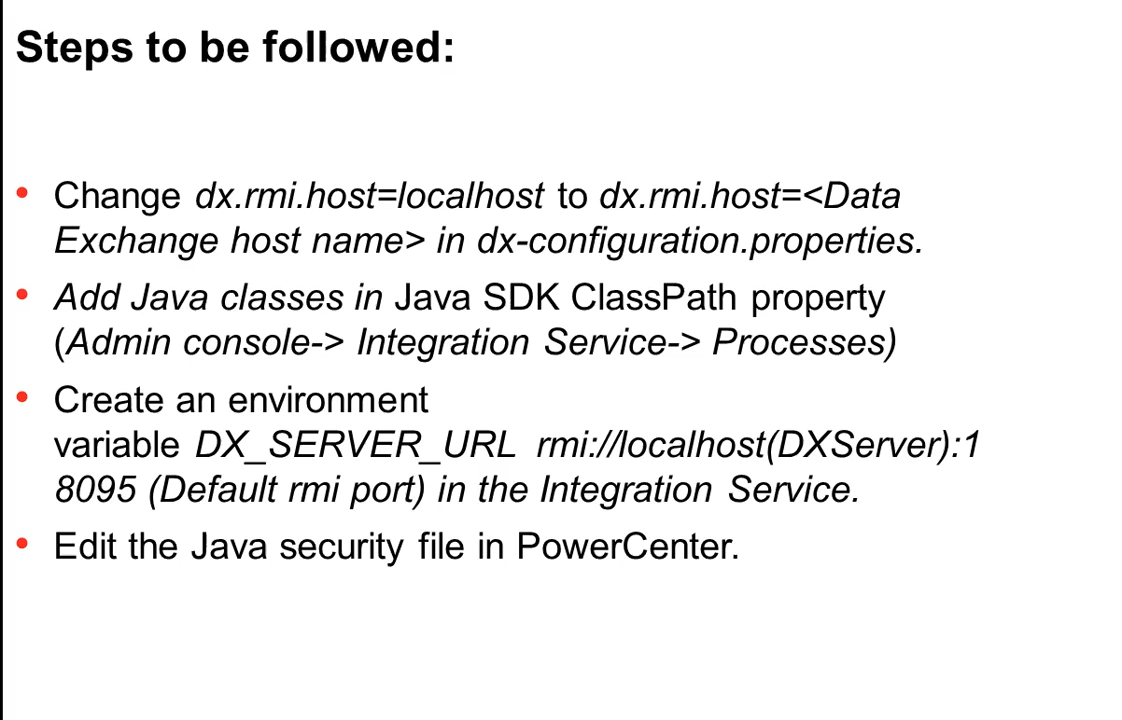 Steps to be followed:
• Change dx.rmi.host=localhost to dx.rmi.host=<Data
Exchange host name> in dx-configuration.properties.
• Add Java classes in Java SDK ClassPath property
(Admin console-> Integration Service-> Processes)
• Create an environment
variable DX_SERVER_URL rmi://localhost(DXServer):1
8095 (Default rmi port) in the Integration Service.
• Edit the Java security file in PowerCenter.